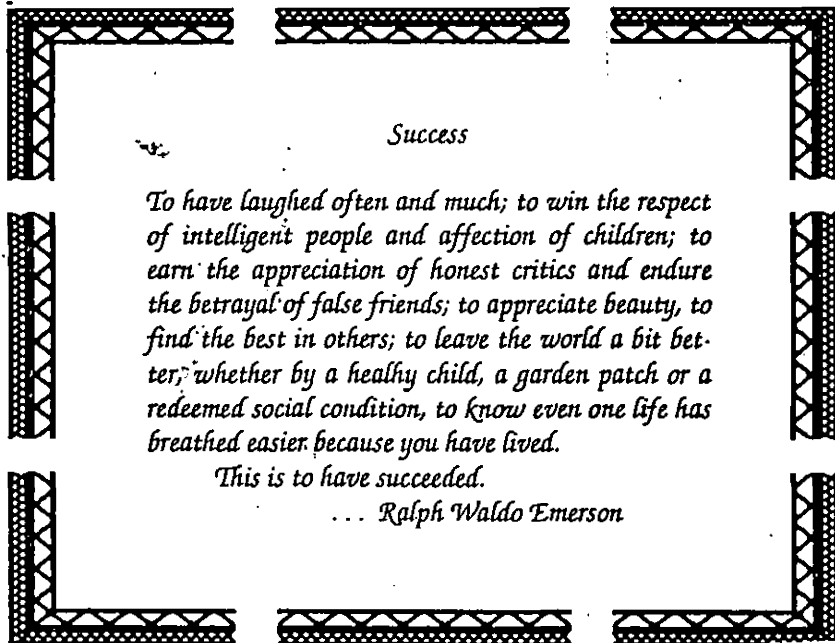 Success
To have laughed often and much; to win the respect
of intelligent people and affection of children; to
earn the appreciation of honest critics and endure
the betrayal of false friends; to appreciate beauty, to
find the best in others; to leave the world a bit bet-
ter, whether by a healhy child, a garden patch or a
redeemed social condition, to know even one life has
breathed easier because you have lived.
This is to have succeeded.
... Ralph Waldo Emerson